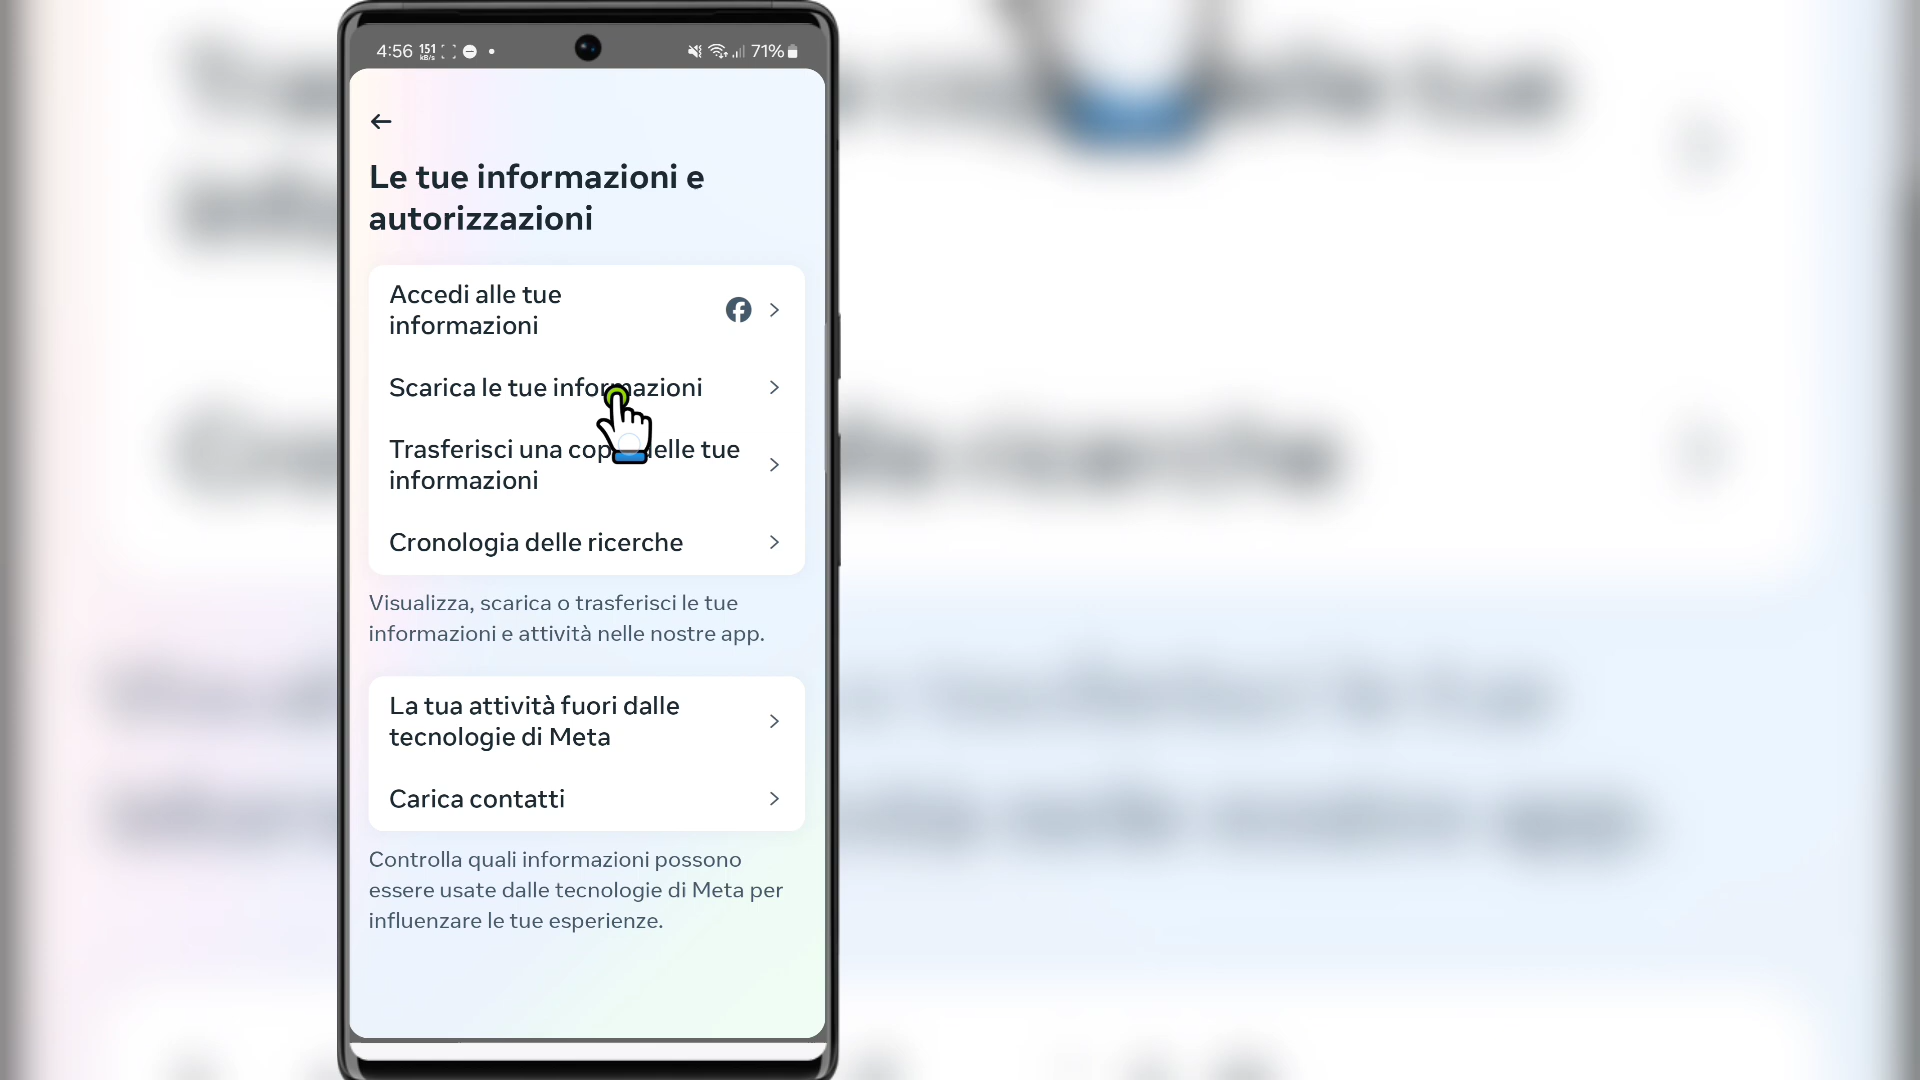 4:56 151 71%
KB/s
Le tue informazioni e
autorizzazioni
Accedi alle tue
informazioni
Scarica le tue informazioni
Trasferisci una copia delle tue
informazioni
Cronologia delle ricerche
Visualizza, scarica o trasferisci le tue
informazioni e attività nelle nostre app.
La tua attività fuori dalle
tecnologie di Meta
Carica contatti
Controlla quali informazioni possono
essere usate dalle tecnologie di Meta per
influenzare le tue esperienze.